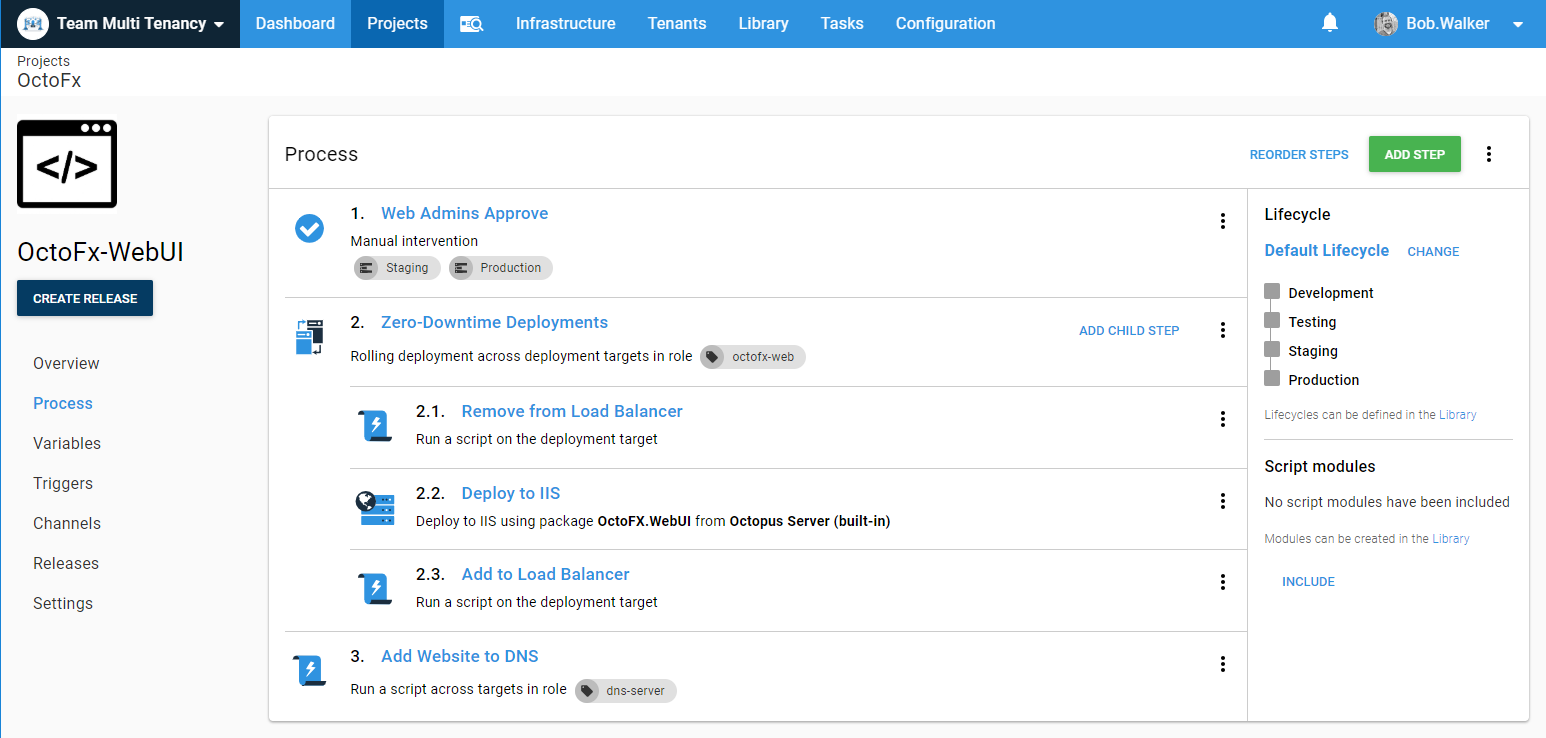 Team Multi Tenancy Dashboard Projects Infrastructure Tenants Library Tasks Configuration Bob.Walker
Projects
OctoFx
</>
OctoFx-WebUI
CREATE RELEASE
Overview
Process
Variables
Triggers
Channels
Releases
Settings
Process REORDER STEPS ADD STEP
1. Web Admins Approve
Manual intervention
Staging Production
2. Zero-Downtime Deployments ADD CHILD STEP
Rolling deployment across deployment targets in role octofx-web
2.1. Remove from Load Balancer
Run a script on the deployment target
2.2. Deploy to IIS
Deploy to IIS using package OctoFX.WebUI from Octopus Server (built-in)
2.3. Add to Load Balancer
Run a script on the deployment target
3. Add Website to DNS
Run a script across targets in role dns-server
Lifecycle
Default Lifecycle CHANGE
Development
Testing
Staging
Production
Lifecycles can be defined in the Library
Script modules
No script modules have been included
Modules can be created in the Library
INCLUDE